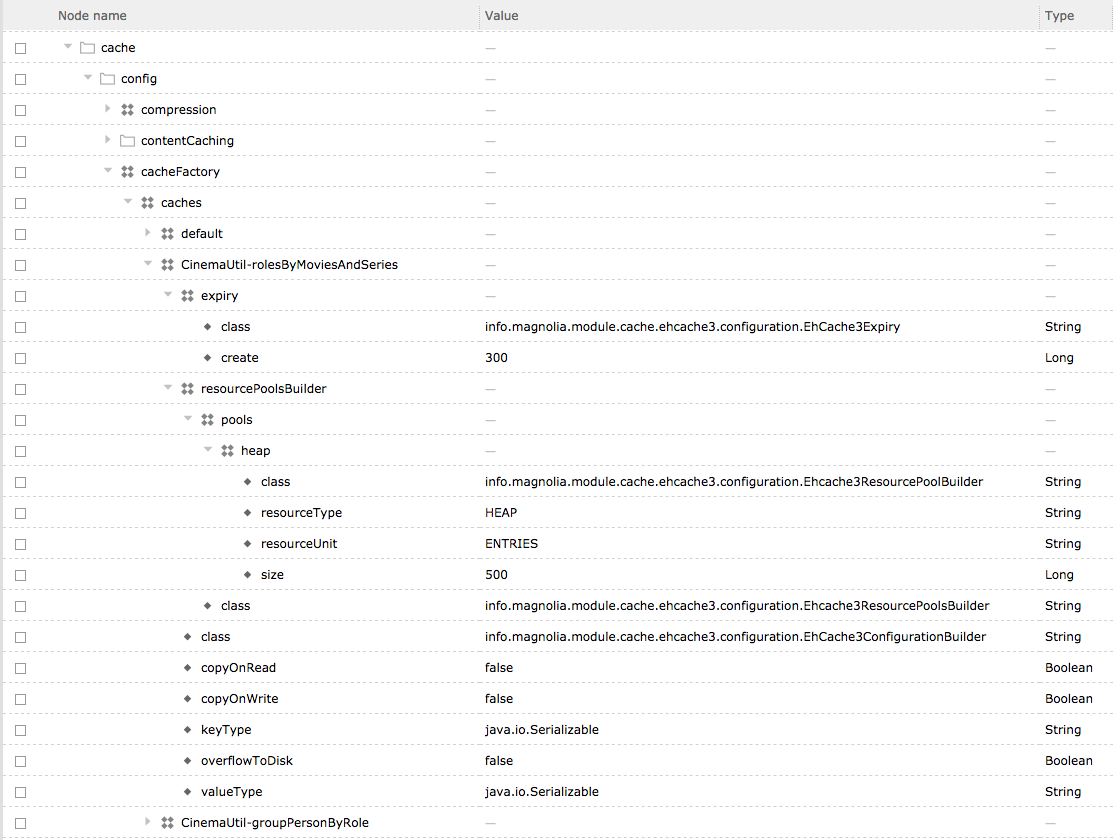 Node name Value Type
cache — —
config — —
compression — —
contentCaching — —
cacheFactory — —
caches — —
default — —
CinemaUtil-rolesByMoviesAndSeries — —
expiry — —
class info.magnolia.module.cache.ehcache3.configuration.EhCache3Expiry String
create 300 Long
resourcePoolsBuilder — —
pools — —
heap — —
class info.magnolia.module.cache.ehcache3.configuration.Ehcache3ResourcePoolBuilder String
resourceType HEAP String
resourceUnit ENTRIES String
size 500 Long
class info.magnolia.module.cache.ehcache3.configuration.Ehcache3ResourcePoolsBuilder String
class info.magnolia.module.cache.ehcache3.configuration.EhCache3ConfigurationBuilder String
copyOnRead false Boolean
copyOnWrite false Boolean
keyType java.io.Serializable String
overflowToDisk false Boolean
valueType java.io.Serializable String
CinemaUtil-groupPersonByRole — —